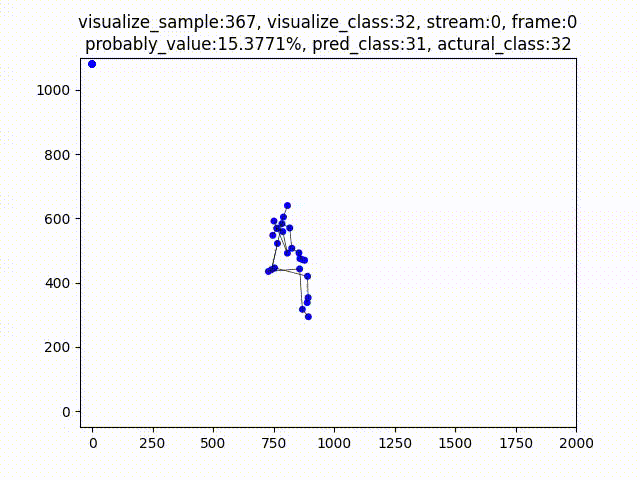 visualize_sample:367, visualize_class:32, stream:0, frame:0
probably_value:15.3771%, pred_class:31, actural_class:32
1000
800
600
400
200
0
0 250 500 750 1000 1250 1500 1750 2000